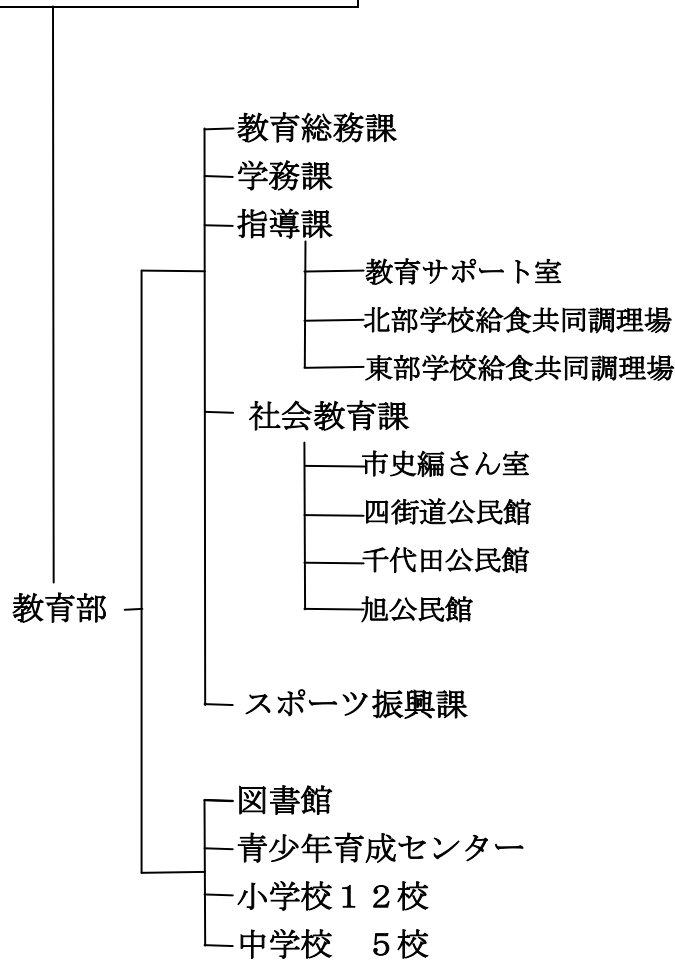 教育総務課
学務課
指導課
教育サポート室
北部学校給食共同調理場
東部学校給食共同調理場
社会教育課
市史編さん室
四街道公民館
千代田公民館
旭公民館
教育部
スポーツ振興課
図書館
青少年育成センター
小学校１２校
中学校　５校